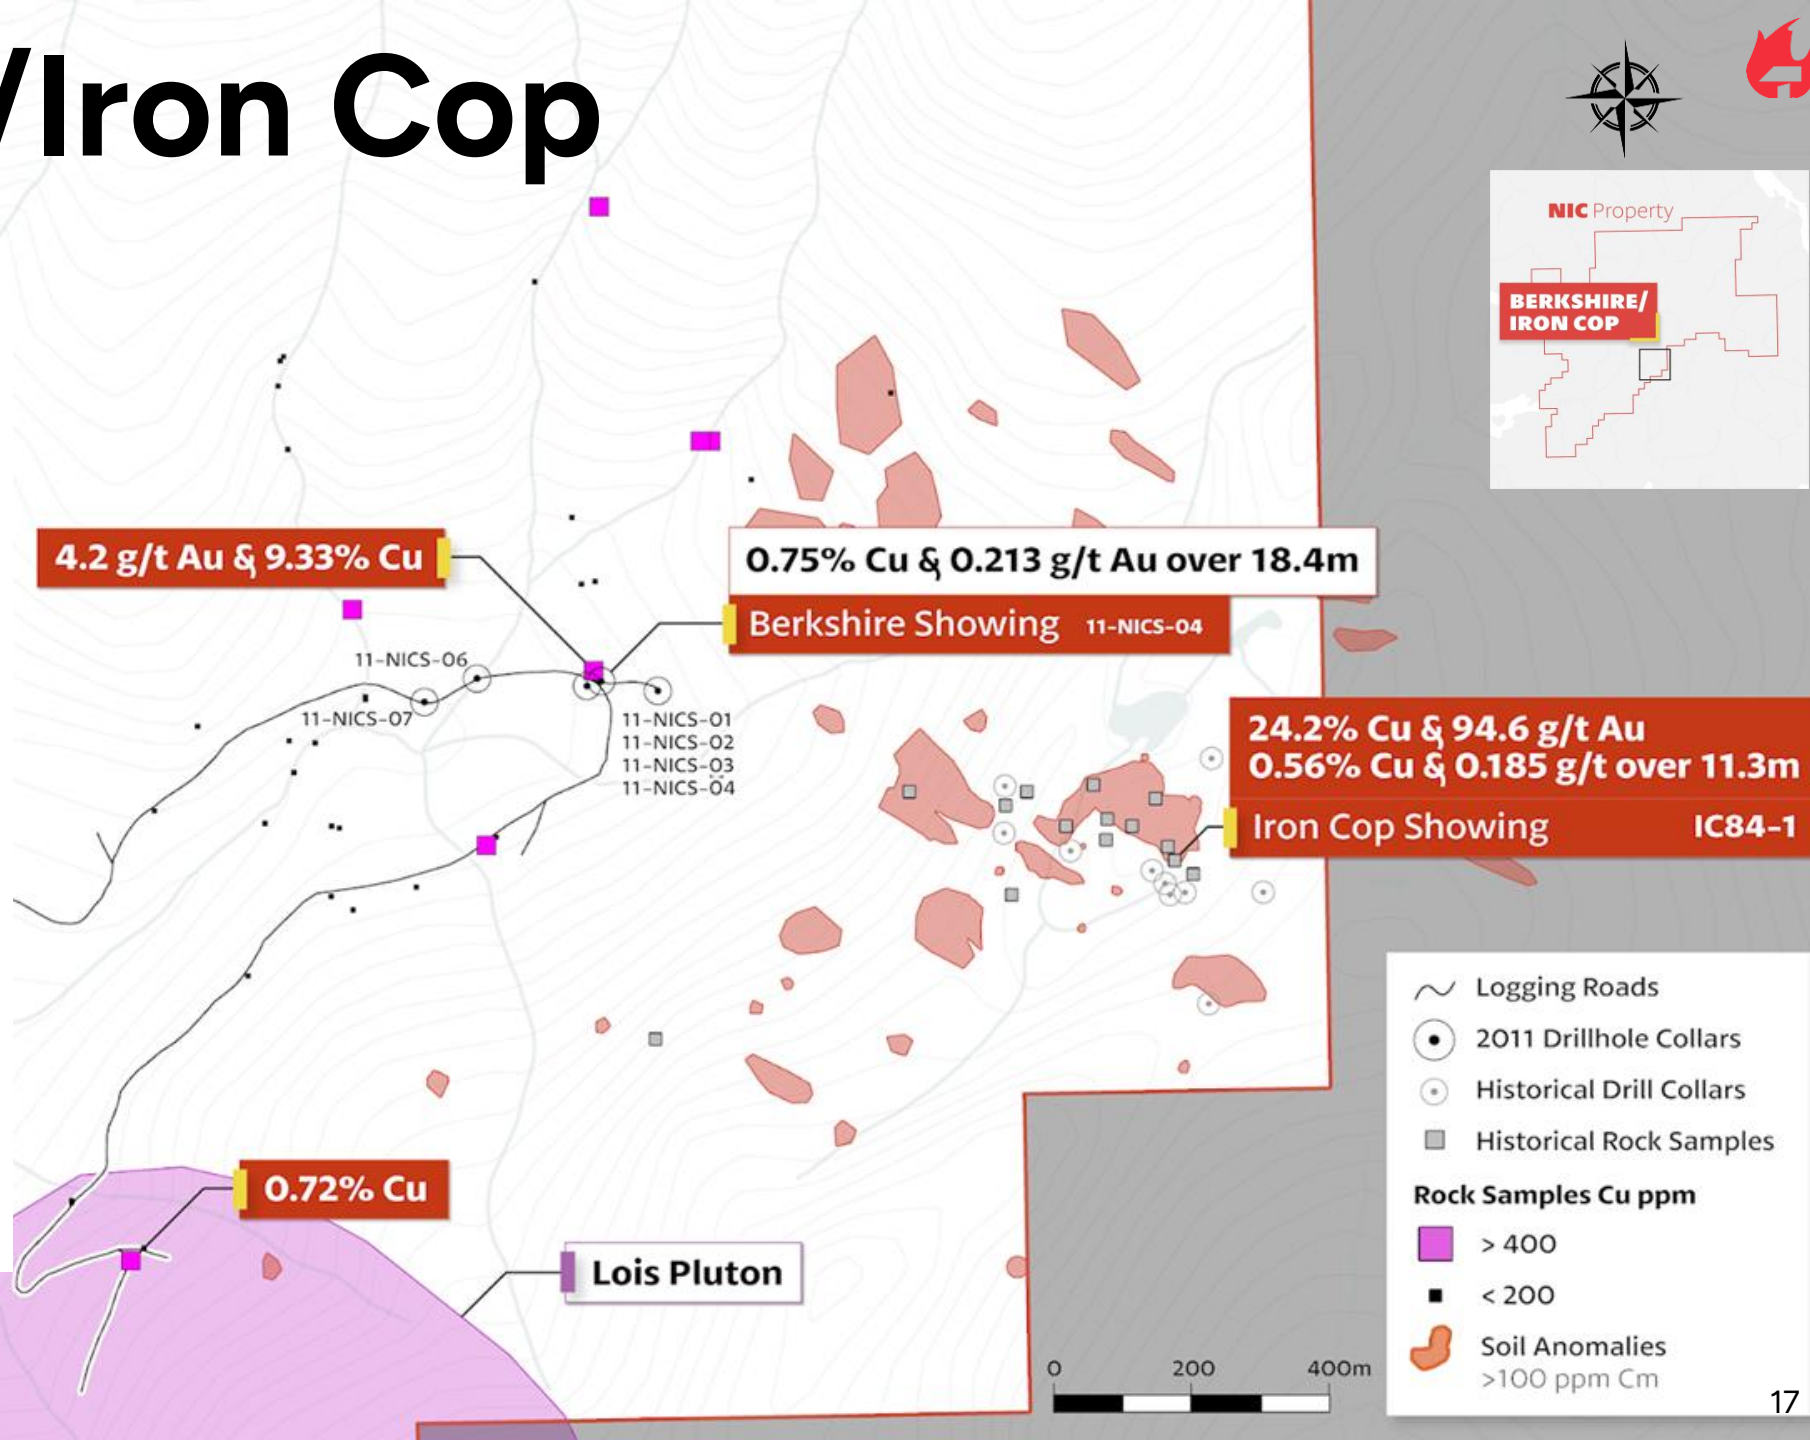 /Iron Cop
NIC Property
BERKSHIRE/
IRON COP
4.2 g/t Au & 9.33% Cu
0.75% Cu & 0.213 g/t Au over 18.4m
Berkshire Showing 11-NICS-04
11-NICS-06
11-NICS-07
11-NICS-01
11-NICS-02
11-NICS-03
11-NICS-04
24.2% Cu & 94.6 g/t Au
0.56% Cu & 0.185 g/t over 11.3m
Iron Cop Showing IC84-1
0.72% Cu
Lois Pluton
0 200 400m
Logging Roads
2011 Drillhole Collars
Historical Drill Collars
Historical Rock Samples
Rock Samples Cu ppm
> 400
< 200
Soil Anomalies
>100 ppm Cm
17